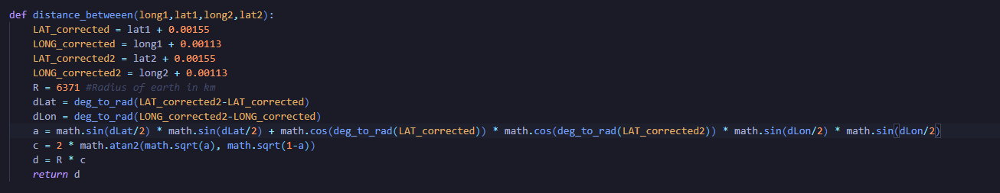 def distance_betweeen(long1,lat1,long2,lat2):
    LAT_corrected = lat1 + 0.00155
    LONG_corrected = long1 + 0.00113
    LAT_corrected2 = lat2 + 0.00155
    LONG_corrected2 = long2 + 0.00113
    R = 6371 #Radius of earth in km
    dLat = deg_to_rad(LAT_corrected2-LAT_corrected)
    dLon = deg_to_rad(LONG_corrected2-LONG_corrected)
    a = math.sin(dLat/2) * math.sin(dLat/2) + math.cos(deg_to_rad(LAT_corrected)) * math.cos(deg_to_rad(LAT_corrected2)) * math.sin(dLon/2) * math.sin(dLon/2)
    c = 2 * math.atan2(math.sqrt(a), math.sqrt(1-a))
    d = R * c
    return d